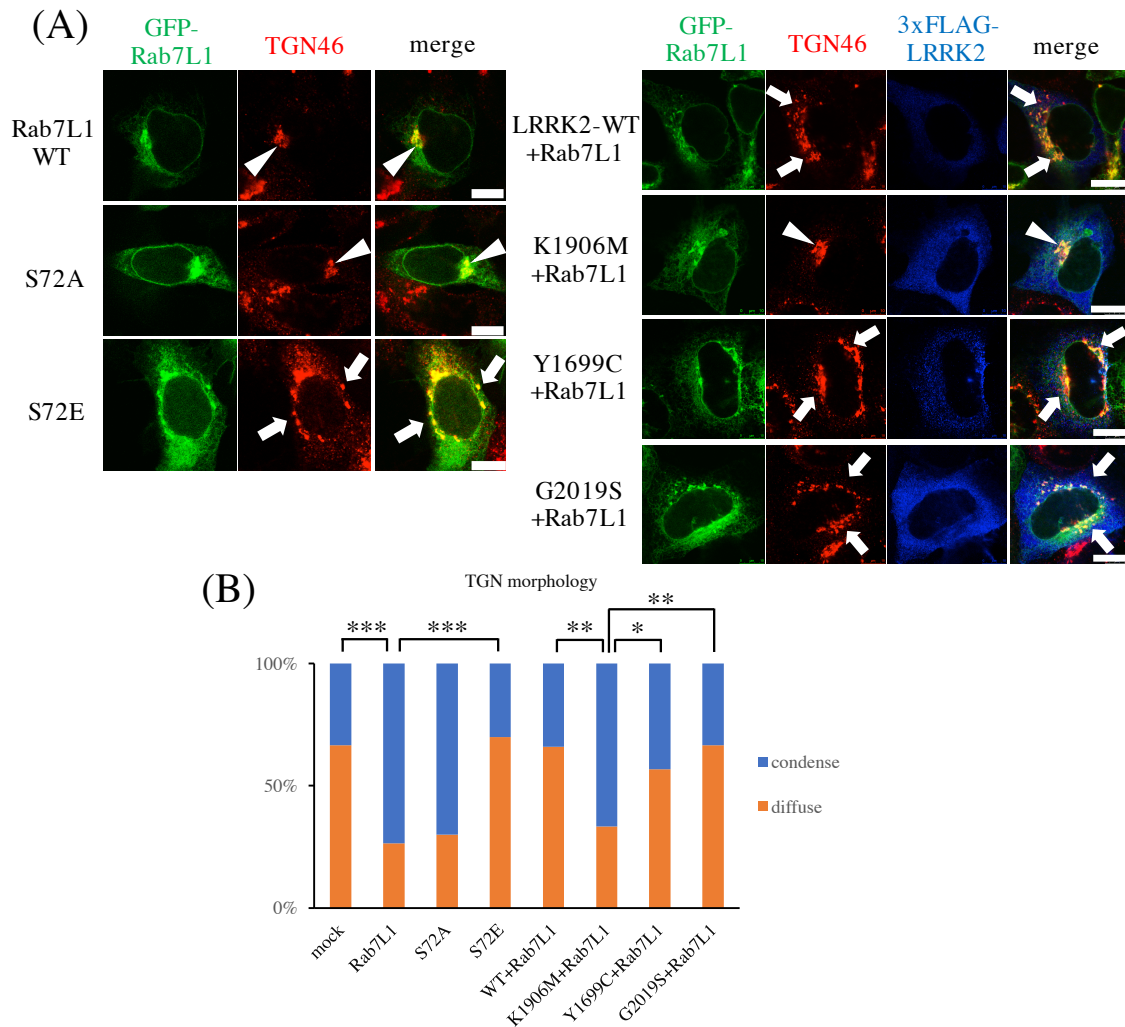 (A)
GFP-
Rab7L1
TGN46
merge
Rab7L1
WT
S72A
S72E
GFP-
Rab7L1
TGN46
3xFLAG-
LRRK2
merge
LRRK2-WT
+Rab7L1
K1906M
+Rab7L1
Y1699C
+Rab7L1
G2019S
+Rab7L1
(B)
TGN morphology
*** *** ** * **
100%
50%
0%
condense
diffuse
mock
Rab7L1
S72A
S72E
WT+Rab7L1
K1906M+Rab7L1
Y1699C+Rab7L1
G2019S+Rab7L1